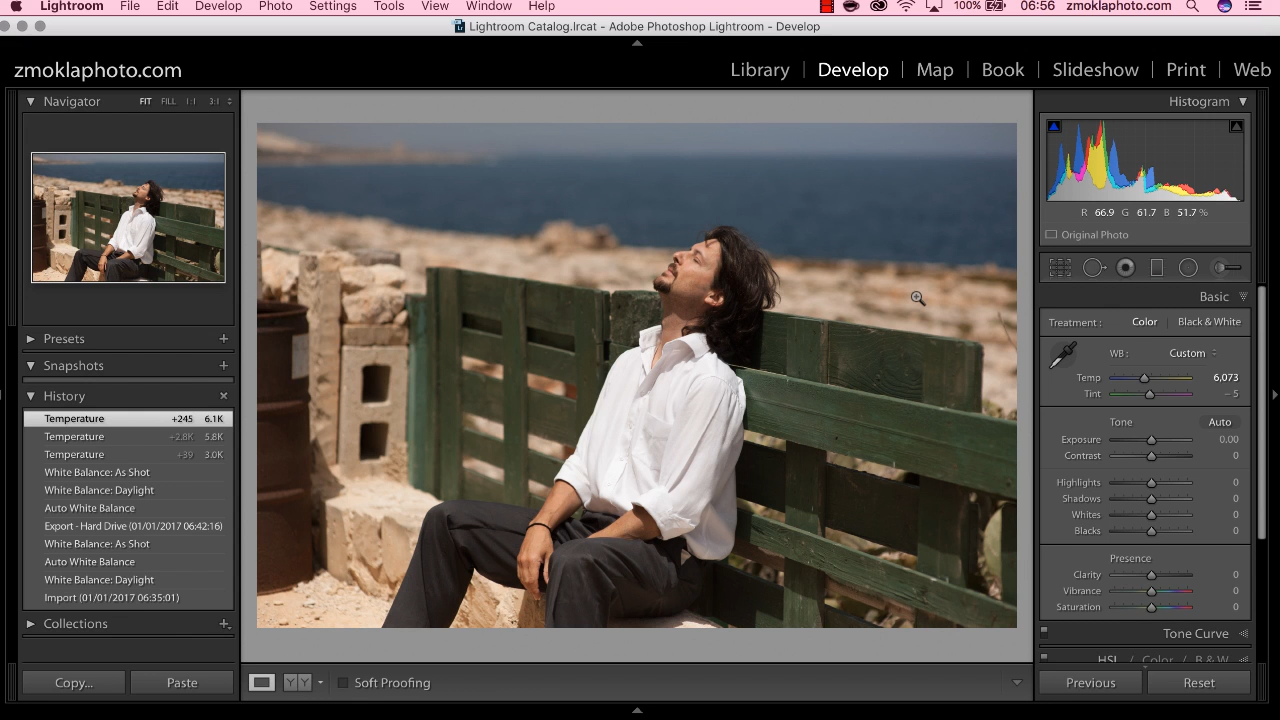 Lightroom File Edit Develop Photo Settings Tools View Window Help 100% 06:56 zmoklaphoto.com
Lightroom Catalog.lrcat - Adobe Photoshop Lightroom - Develop
zmoklaphoto.com
Library | Develop | Map | Book | Slideshow | Print | Web
Navigator FIT FILL 1:1 3:1
Presets
Snapshots
History
Temperature +245 6.1K
Temperature +2.8K 5.8K
Temperature +39 3.0K
White Balance: As Shot
White Balance: Daylight
Auto White Balance
Export - Hard Drive (01/01/2017 06:42:16)
White Balance: As Shot
Auto White Balance
White Balance: Daylight
Import (01/01/2017 06:35:01)
Collections
Copy... Paste
YY Soft Proofing
Histogram
R 66.9 G 61.7 B 51.7 %
Original Photo
Basic
Treatment : Color | Black & White
WB : Custom
Temp 6,073
Tint – 5
Tone Auto
Exposure 0.00
Contrast 0
Highlights 0
Shadows 0
Whites 0
Blacks 0
Presence
Clarity 0
Vibrance 0
Saturation 0
Tone Curve
HSL / Color / B & W
Previous Reset